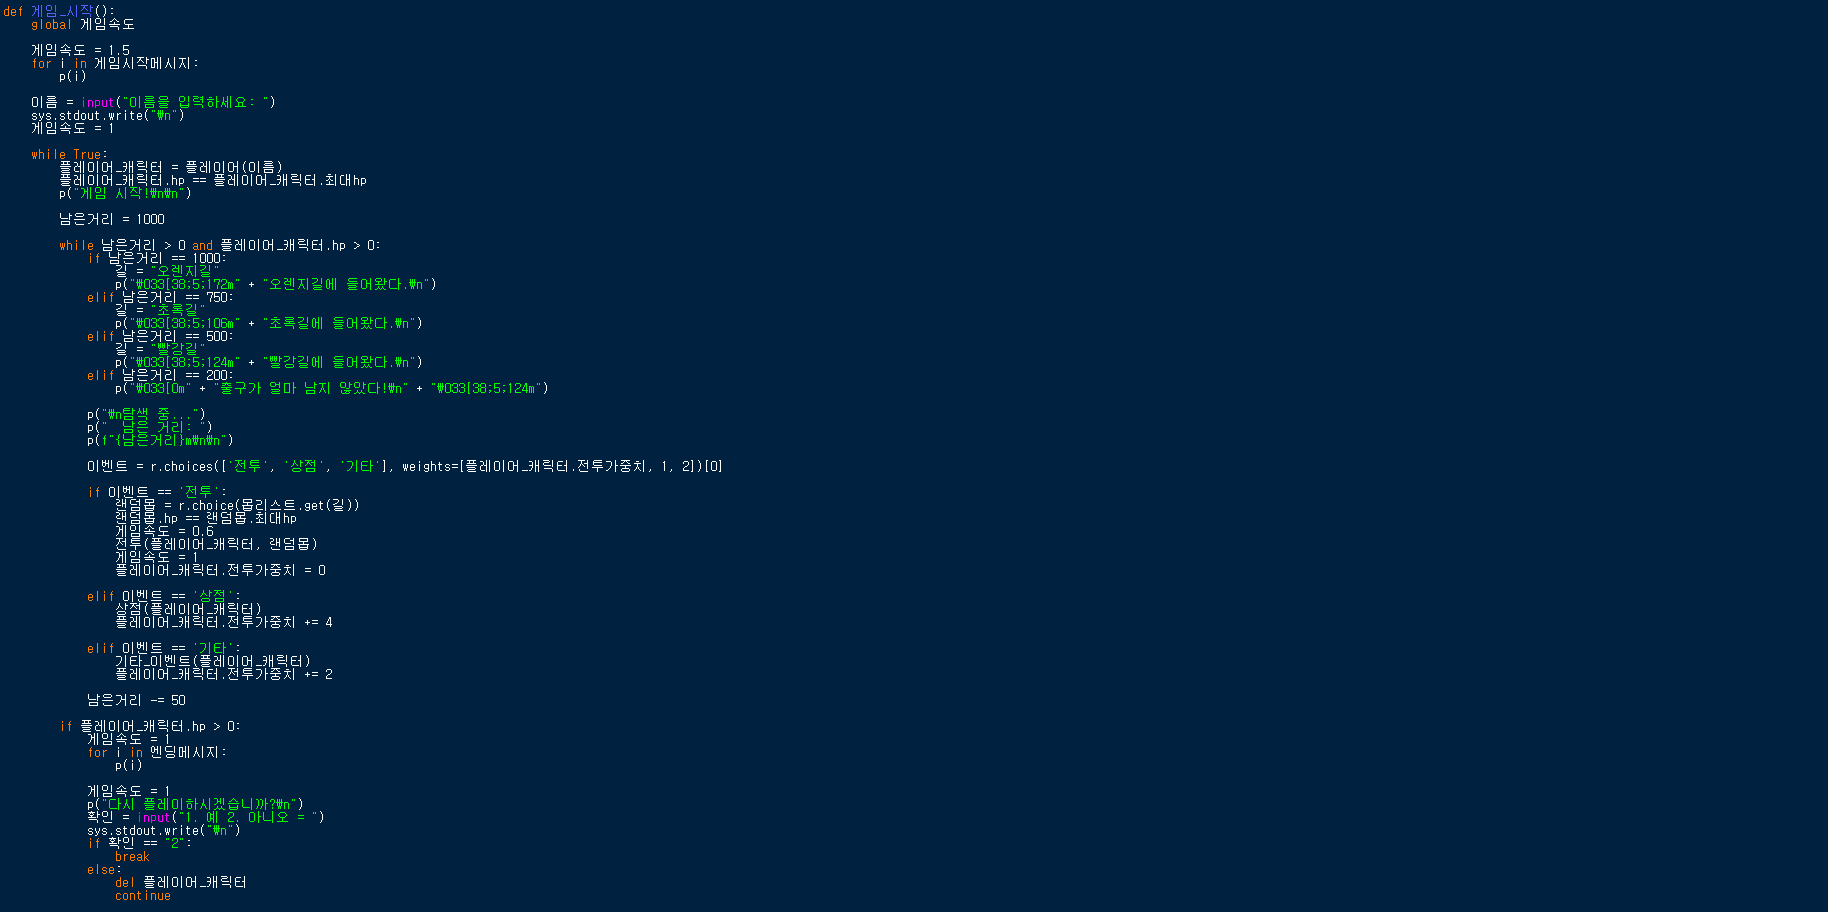 def 게임_시작():
    global 게임속도

    게임속도 = 1.5
    for i in 게임시작메시지:
        p(i)

    이름 = input("이름을 입력하세요: ")
    sys.stdout.write("\n")
    게임속도 = 1

    while True:
        플레이어_캐릭터 = 플레이어(이름)
        플레이어_캐릭터.hp == 플레이어_캐릭터.최대hp
        p("게임 시작!\n\n")

        남은거리 = 1000

        while 남은거리 > 0 and 플레이어_캐릭터.hp > 0:
            if 남은거리 == 1000:
                길 = "오렌지길"
                p("\033[38;5;172m" + "오렌지길에 들어왔다.\n")
            elif 남은거리 == 750:
                길 = "초록길"
                p("\033[38;5;106m" + "초록길에 들어왔다.\n")
            elif 남은거리 == 500:
                길 = "빨강길"
                p("\033[38;5;124m" + "빨강길에 들어왔다.\n")
            elif 남은거리 == 200:
                p("\033[0m" + "출구가 얼마 남지 않았다!\n" + "\033[38;5;124m")

            p("\n탐색 중...")
            p("  남은 거리: ")
            p(f"{남은거리}m\n\n")

            이벤트 = r.choices(['전투', '상점', '기타'], weights=[플레이어_캐릭터.전투가중치, 1, 2])[0]

            if 이벤트 == '전투':
                랜덤몹 = r.choice(몹리스트.get(길))
                랜덤몹.hp == 랜덤몹.최대hp
                게임속도 = 0.6
                전투(플레이어_캐릭터, 랜덤몹)
                게임속도 = 1
                플레이어_캐릭터.전투가중치 = 0

            elif 이벤트 == '상점':
                상점(플레이어_캐릭터)
                플레이어_캐릭터.전투가중치 += 4

            elif 이벤트 == '기타':
                기타_이벤트(플레이어_캐릭터)
                플레이어_캐릭터.전투가중치 += 2

            남은거리 -= 50

        if 플레이어_캐릭터.hp > 0:
            게임속도 = 1
            for i in 엔딩메시지:
                p(i)

            게임속도 = 1
            p("다시 플레이하시겠습니까?\n")
            확인 = input("1. 예 2. 아니오 = ")
            sys.stdout.write("\n")
            if 확인 == "2":
                break
            else:
                del 플레이어_캐릭터
                continue